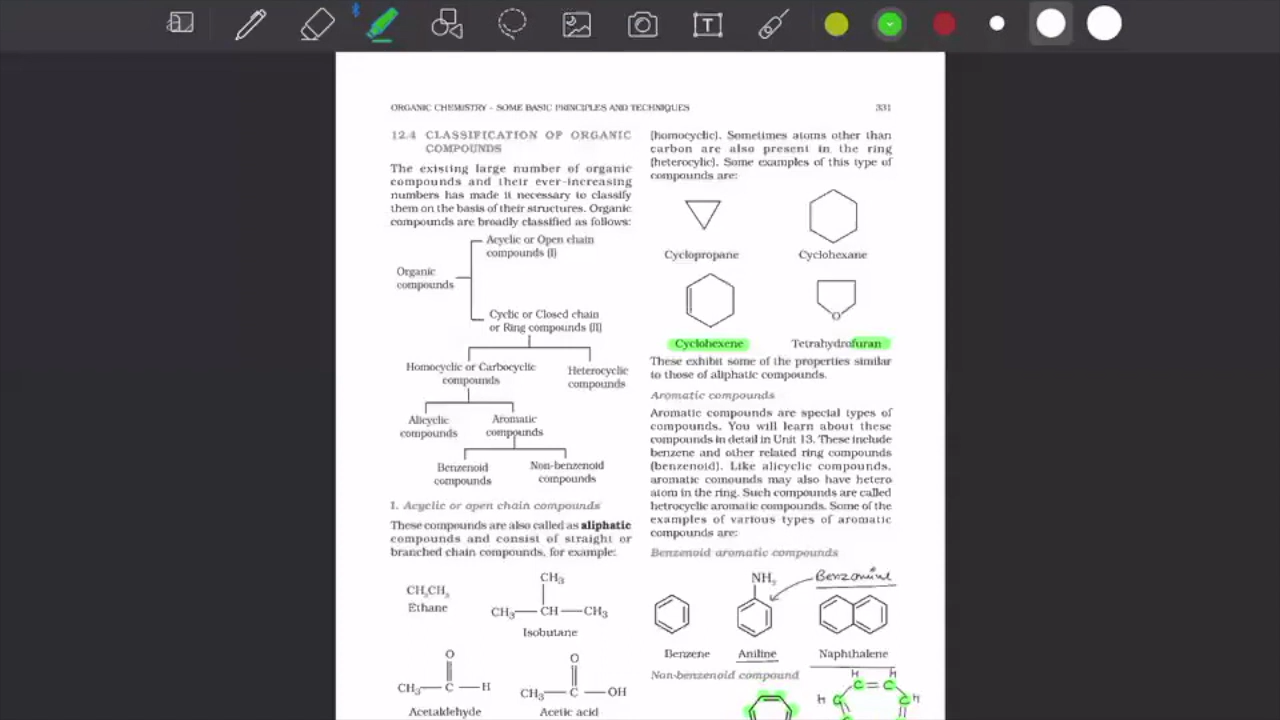 ORGANIC CHEMISTRY – SOME BASIC PRINCIPLES AND TECHNIQUES
331
12.4 CLASSIFICATION OF ORGANIC
COMPOUNDS
The existing large number of organic
compounds and their ever-increasing
numbers has made it necessary to classify
them on the basis of their structures. Organic
compounds are broadly classified as follows:
Acyclic or Open chain
compounds (I)
Organic
compounds
Cyclic or Closed chain
or Ring compounds (II)
Homocyclic or Carbocyclic
compounds
Heterocyclic
compounds
Alicyclic
compounds
Aromatic
compounds
Benzenoid
compounds
Non-benzenoid
compounds
I. Acyclic or open chain compounds
These compounds are also called as aliphatic
compounds and consist of straight or
branched chain compounds, for example:
CH₃CH₃
Ethane
CH₃
CH₃—CH—CH₃
Isobutane
O
CH₃—C—H
Acetaldehyde
O
CH₃—C—OH
Acetic acid
(homocyclic). Sometimes atoms other than
carbon are also present in the ring
(heterocylic). Some examples of this type of
compounds are:
Cyclopropane
Cyclohexane
O
Cyclohexene
Tetrahydrofuran
These exhibit some of the properties similar
to those of aliphatic compounds.
Aromatic compounds
Aromatic compounds are special types of
compounds. You will learn about these
compounds in detail in Unit 13. These include
benzene and other related ring compounds
(benzenoid). Like alicyclic compounds,
aromatic comounds may also have hetero
atom in the ring. Such compounds are called
hetrocyclic aromatic compounds. Some of the
examples of various types of aromatic
compounds are:
Benzenoid aromatic compounds
NH₂
Benzamine
Benzene
Aniline
Naphthalene
Non-benzenoid compound
H H
H C C=C C H
T